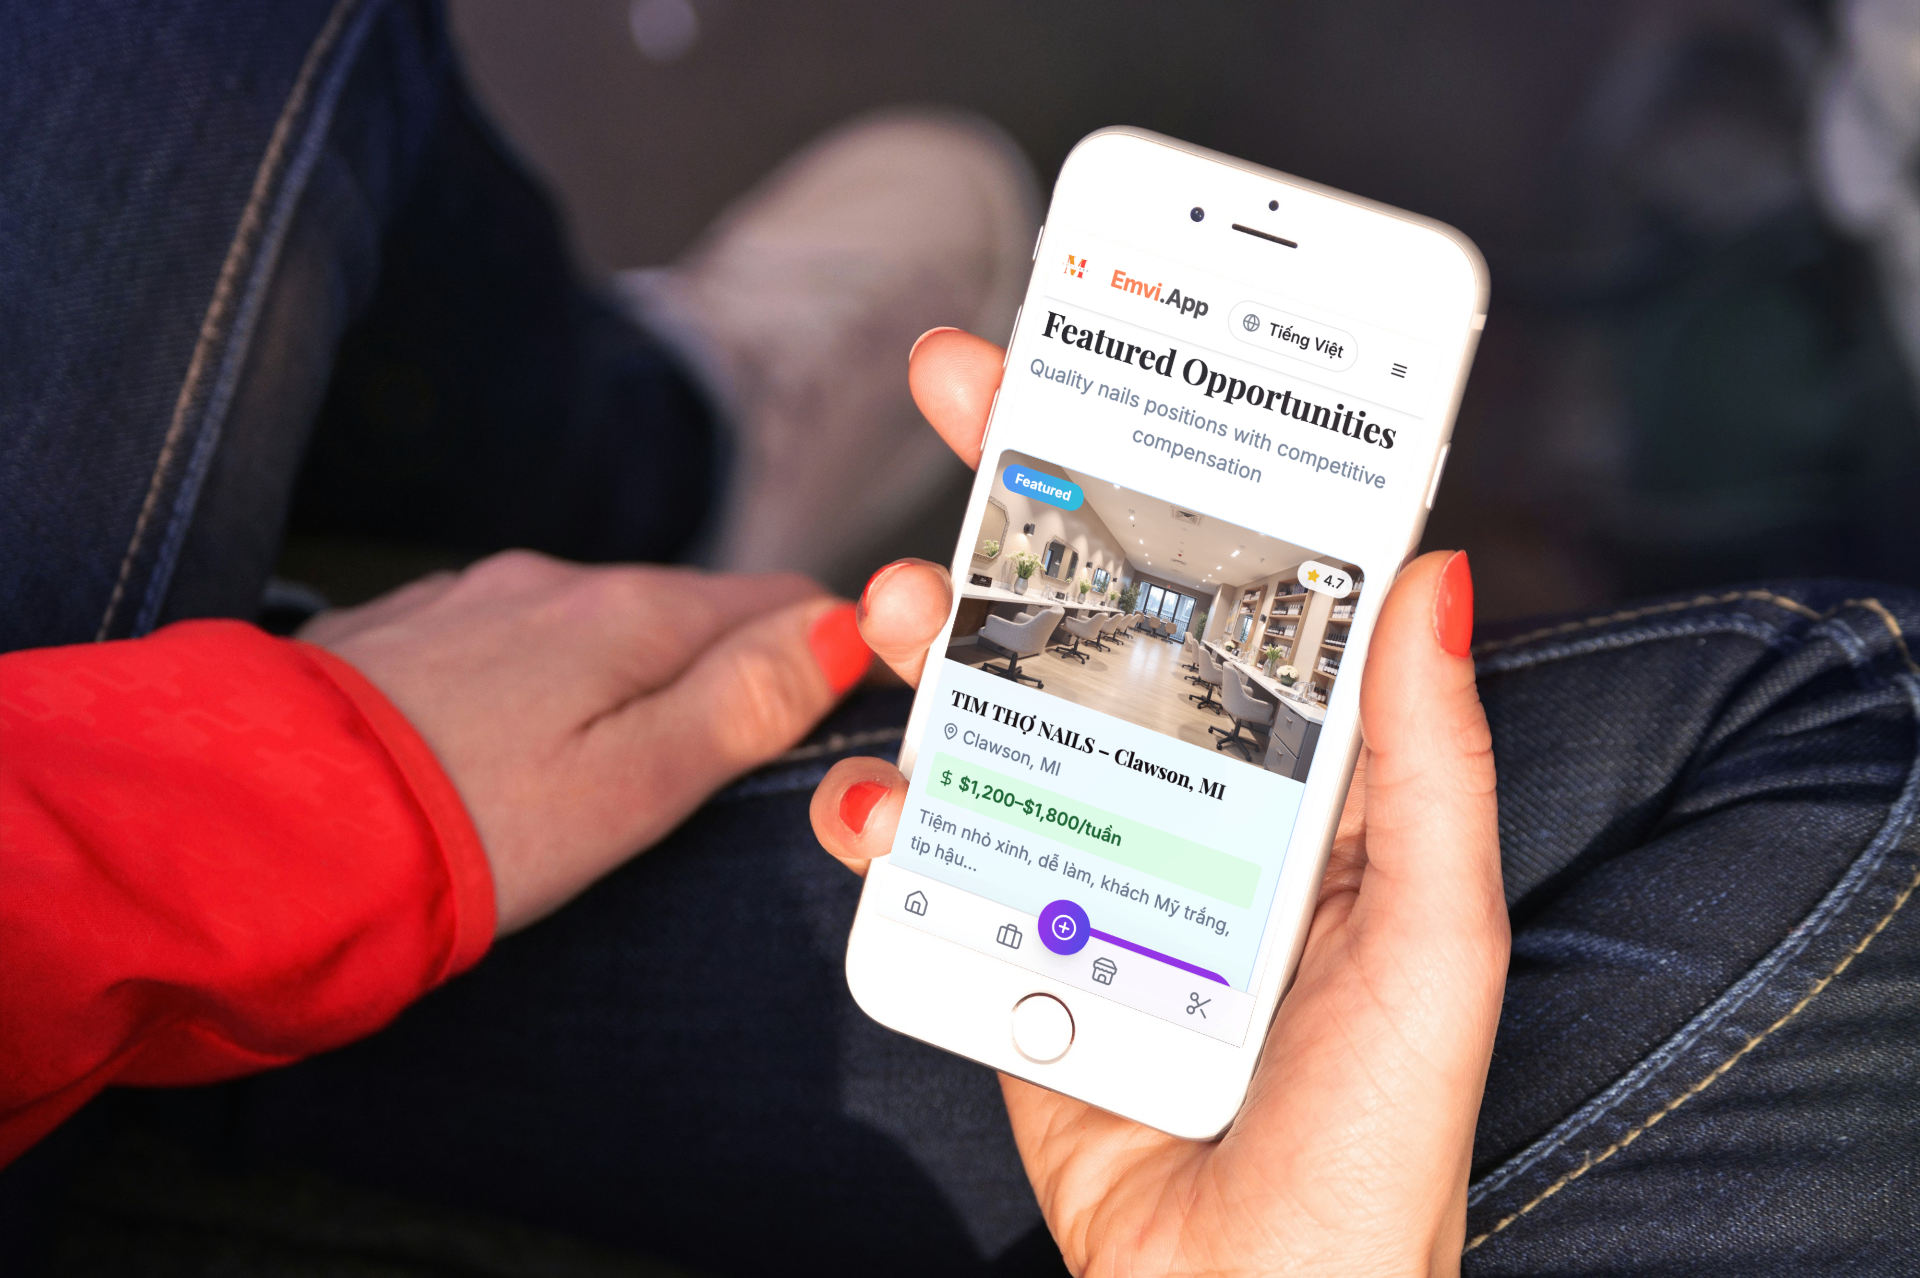 M
Emvi.App
Tiếng Việt
Featured Opportunities
Quality nails positions with competitive
compensation
Featured
4.7
TIM THỢ NAILS – Clawson, MI
Clawson, MI
$ $1,200–$1,800/tuần
Tiệm nhỏ xinh, dễ làm, khách Mỹ trắng,
tip hậu...